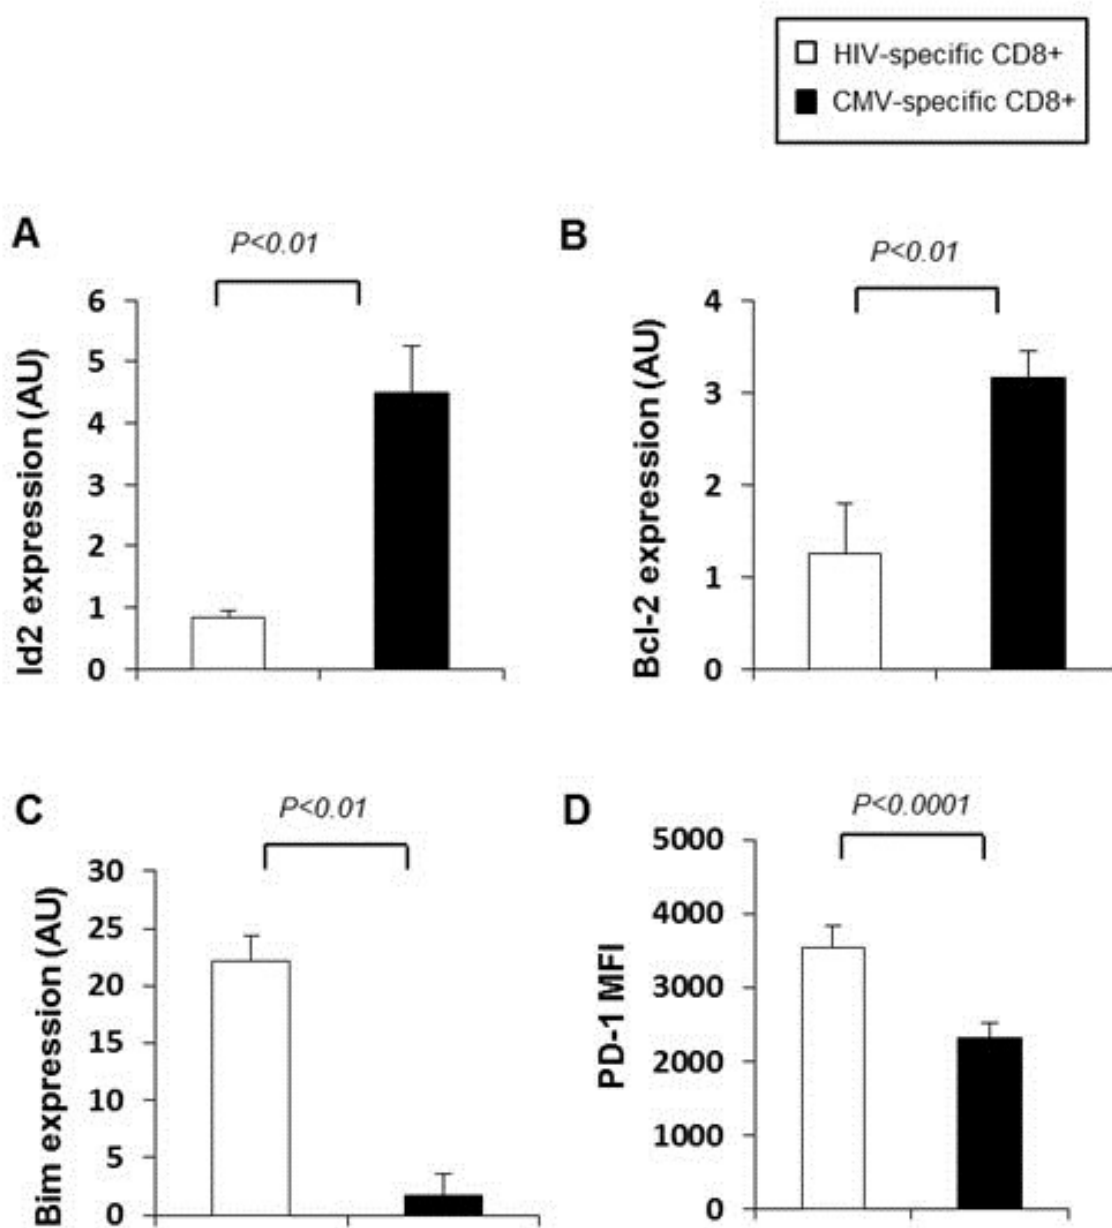 HIV-specific CD8+
CMV-specific CD8+
A
P<0.01
Id2 expression (AU)
6
5
4
3
2
1
0
B
P<0.01
Bcl-2 expression (AU)
4
3
2
1
0
C
P<0.01
Bim expression (AU)
30
25
20
15
10
5
0
D
P<0.0001
PD-1 MFI
5000
4000
3000
2000
1000
0